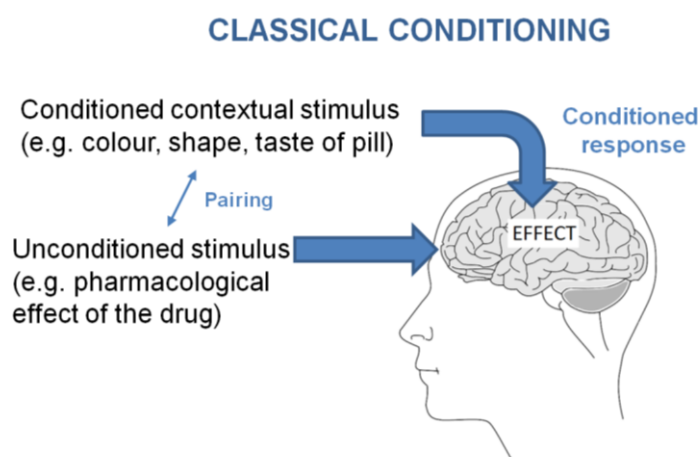 CLASSICAL CONDITIONING
Conditioned contextual stimulus
(e.g. colour, shape, taste of pill)
Conditioned
response
Pairing
EFFECT
Unconditioned stimulus
(e.g. pharmacological
effect of the drug)